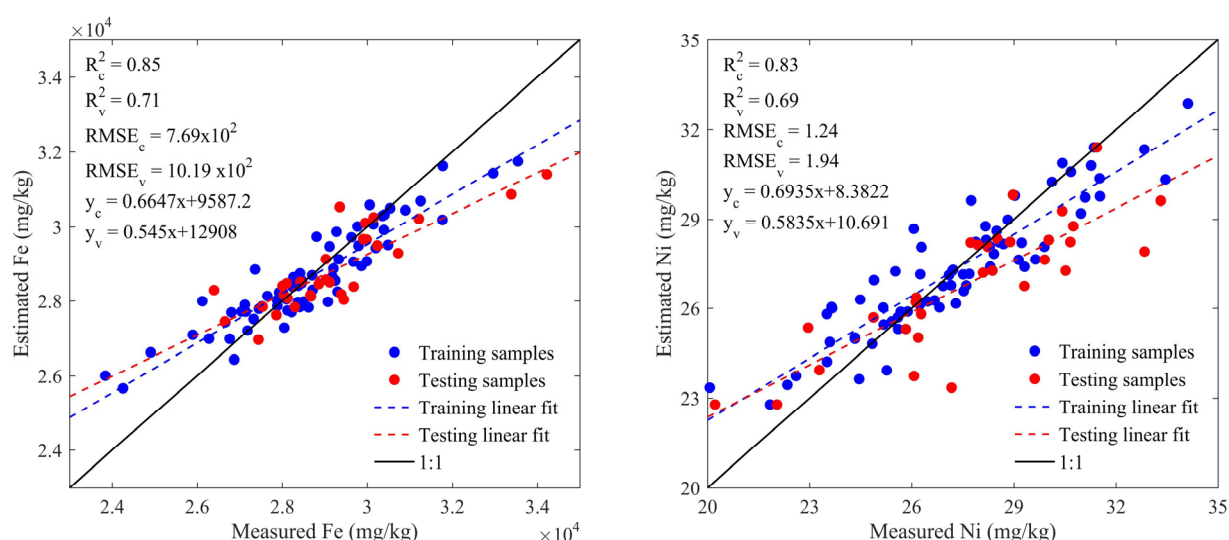 ×10⁴
3.4
3.2
3.0
2.8
2.6
2.4
Estimated Fe (mg/kg)
R²c = 0.85
R²v = 0.71
RMSEc = 7.69x10²
RMSEv = 10.19 x10²
yc = 0.6647x+9587.2
yv = 0.545x+12908
Training samples
Testing samples
Training linear fit
Testing linear fit
1:1
2.4 2.6 2.8 3.0 3.2 3.4
Measured Fe (mg/kg)
×10⁴
35
32
29
26
23
20
Estimated Ni (mg/kg)
R²c = 0.83
R²v = 0.69
RMSEc = 1.24
RMSEv = 1.94
yc = 0.6935x+8.3822
yv = 0.5835x+10.691
Training samples
Testing samples
Training linear fit
Testing linear fit
1:1
20 23 26 29 32 35
Measured Ni (mg/kg)